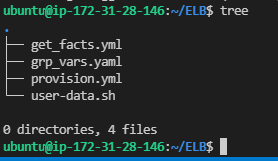 ubuntu@ip-172-31-28-146:~/ELB$ tree
.
├── get_facts.yml
├── grp_vars.yaml
├── provision.yml
└── user-data.sh
0 directories, 4 files
ubuntu@ip-172-31-28-146:~/ELB$